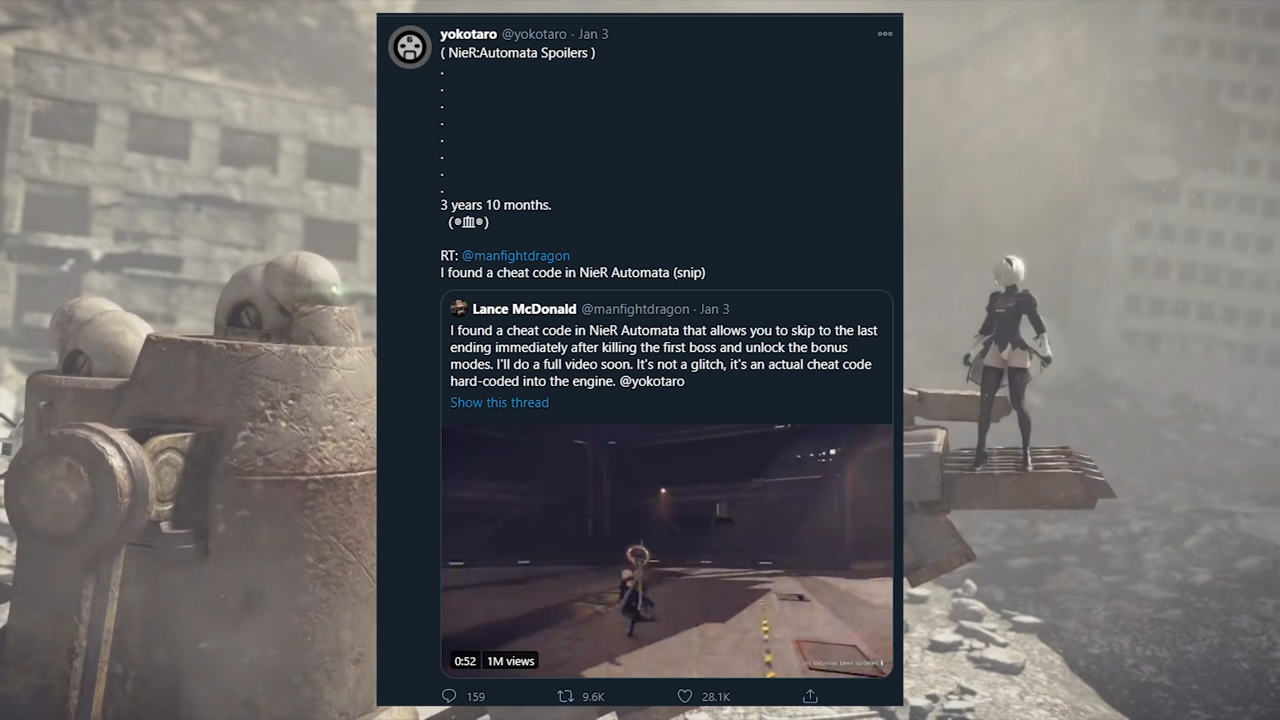 yokotaro @yokotaro · Jan 3
( NieR:Automata Spoilers )
.
.
.
.
.
.
.
.
3 years 10 months.
(๏皿๏)
RT: @manfightdragon
I found a cheat code in NieR Automata (snip)
Lance McDonald @manfightdragon · Jan 3
I found a cheat code in NieR Automata that allows you to skip to the last
ending immediately after killing the first boss and unlock the bonus
modes. I'll do a full video soon. It's not a glitch, it's an actual cheat code
hard-coded into the engine. @yokotaro
Show this thread
been updated
0:52 1M views
159 9.6K 28.1K